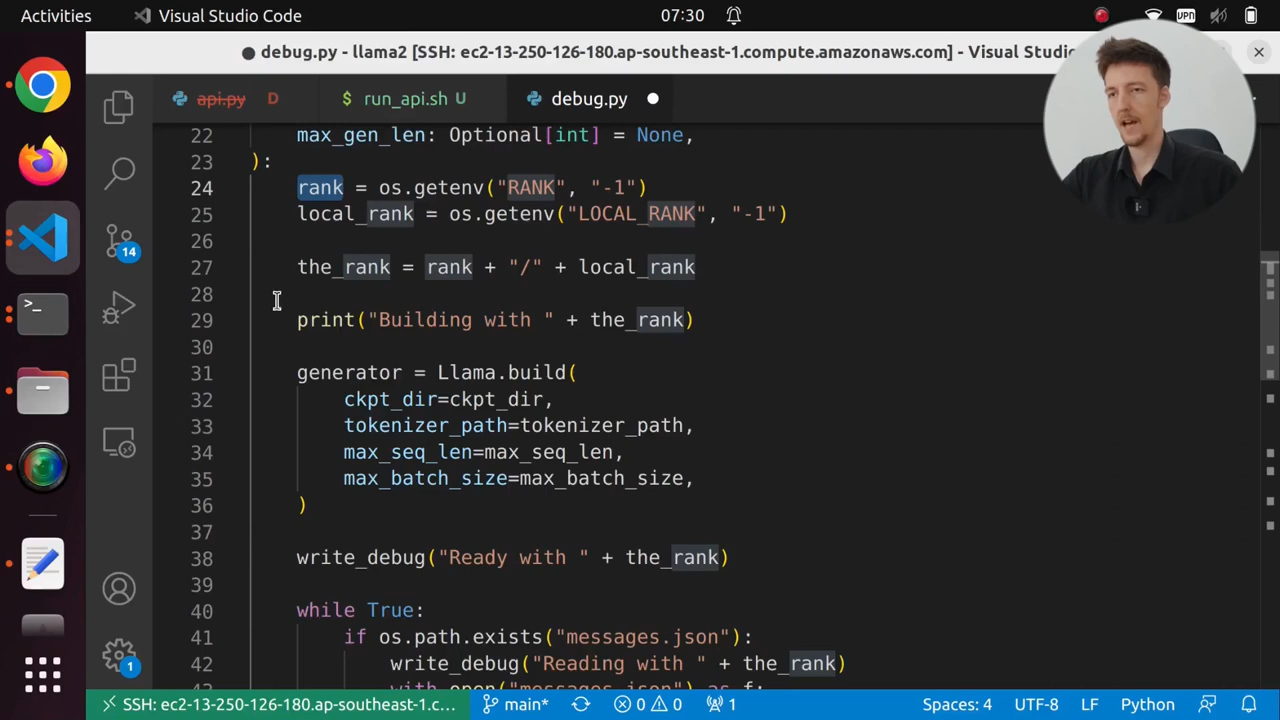 Activities
Visual Studio Code
07:30
VPN
debug.py - llama2 [SSH: ec2-13-250-126-180.ap-southeast-1.compute.amazonaws.com] - Visual Studio
api.py D
$ run_api.sh U
debug.py
22 max_gen_len: Optional[int] = None,
23 ):
24 rank = os.getenv("RANK", "-1")
25 local_rank = os.getenv("LOCAL_RANK", "-1")
26
27 the_rank = rank + "/" + local_rank
28
29 print("Building with " + the_rank)
30
31 generator = Llama.build(
32 ckpt_dir=ckpt_dir,
33 tokenizer_path=tokenizer_path,
34 max_seq_len=max_seq_len,
35 max_batch_size=max_batch_size,
36 )
37
38 write_debug("Ready with " + the_rank)
39
40 while True:
41 if os.path.exists("messages.json"):
42 write_debug("Reading with " + the_rank)
43 with open("messages.json") as f:
14
1
SSH: ec2-13-250-126-180.ap-southeast-1.c... main* 0 0 1 Spaces: 4 UTF-8 LF Python